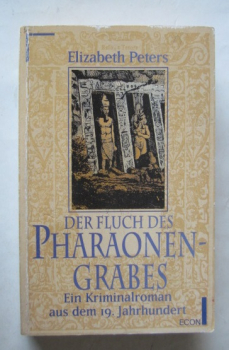 Elizabeth Peters
DER FLUCH DES
PHARAONEN-
GRABES
Ein Kriminalroman
aus dem 19. Jahrhundert
ECON